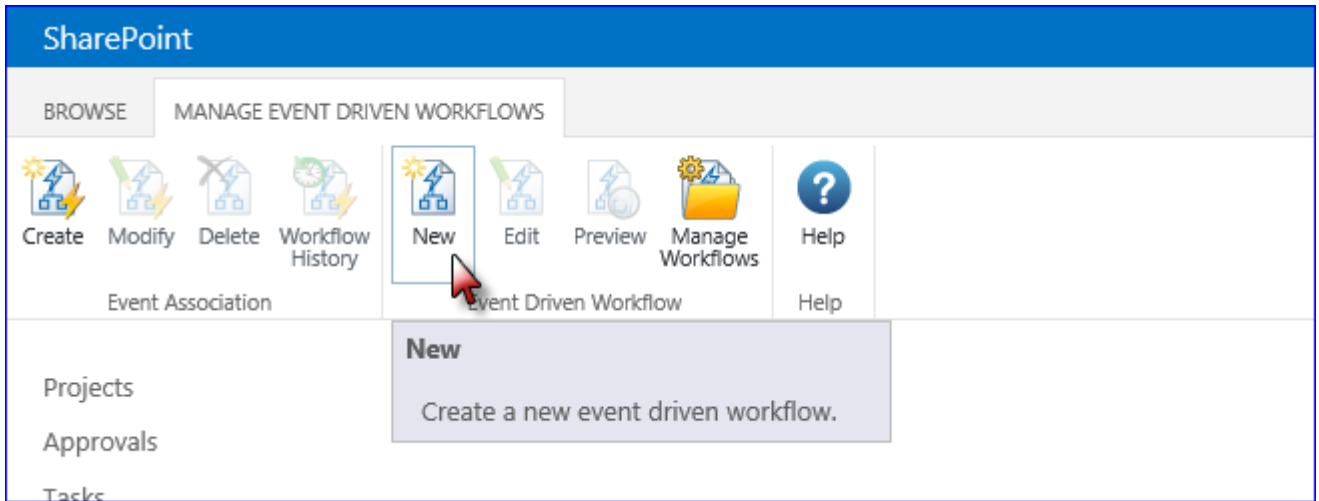 SharePoint
BROWSE MANAGE EVENT DRIVEN WORKFLOWS
Create Modify Delete Workflow History New Edit Preview Manage Workflows Help
Event Association Event Driven Workflow Help
New
Create a new event driven workflow.
Projects
Approvals
Tasks